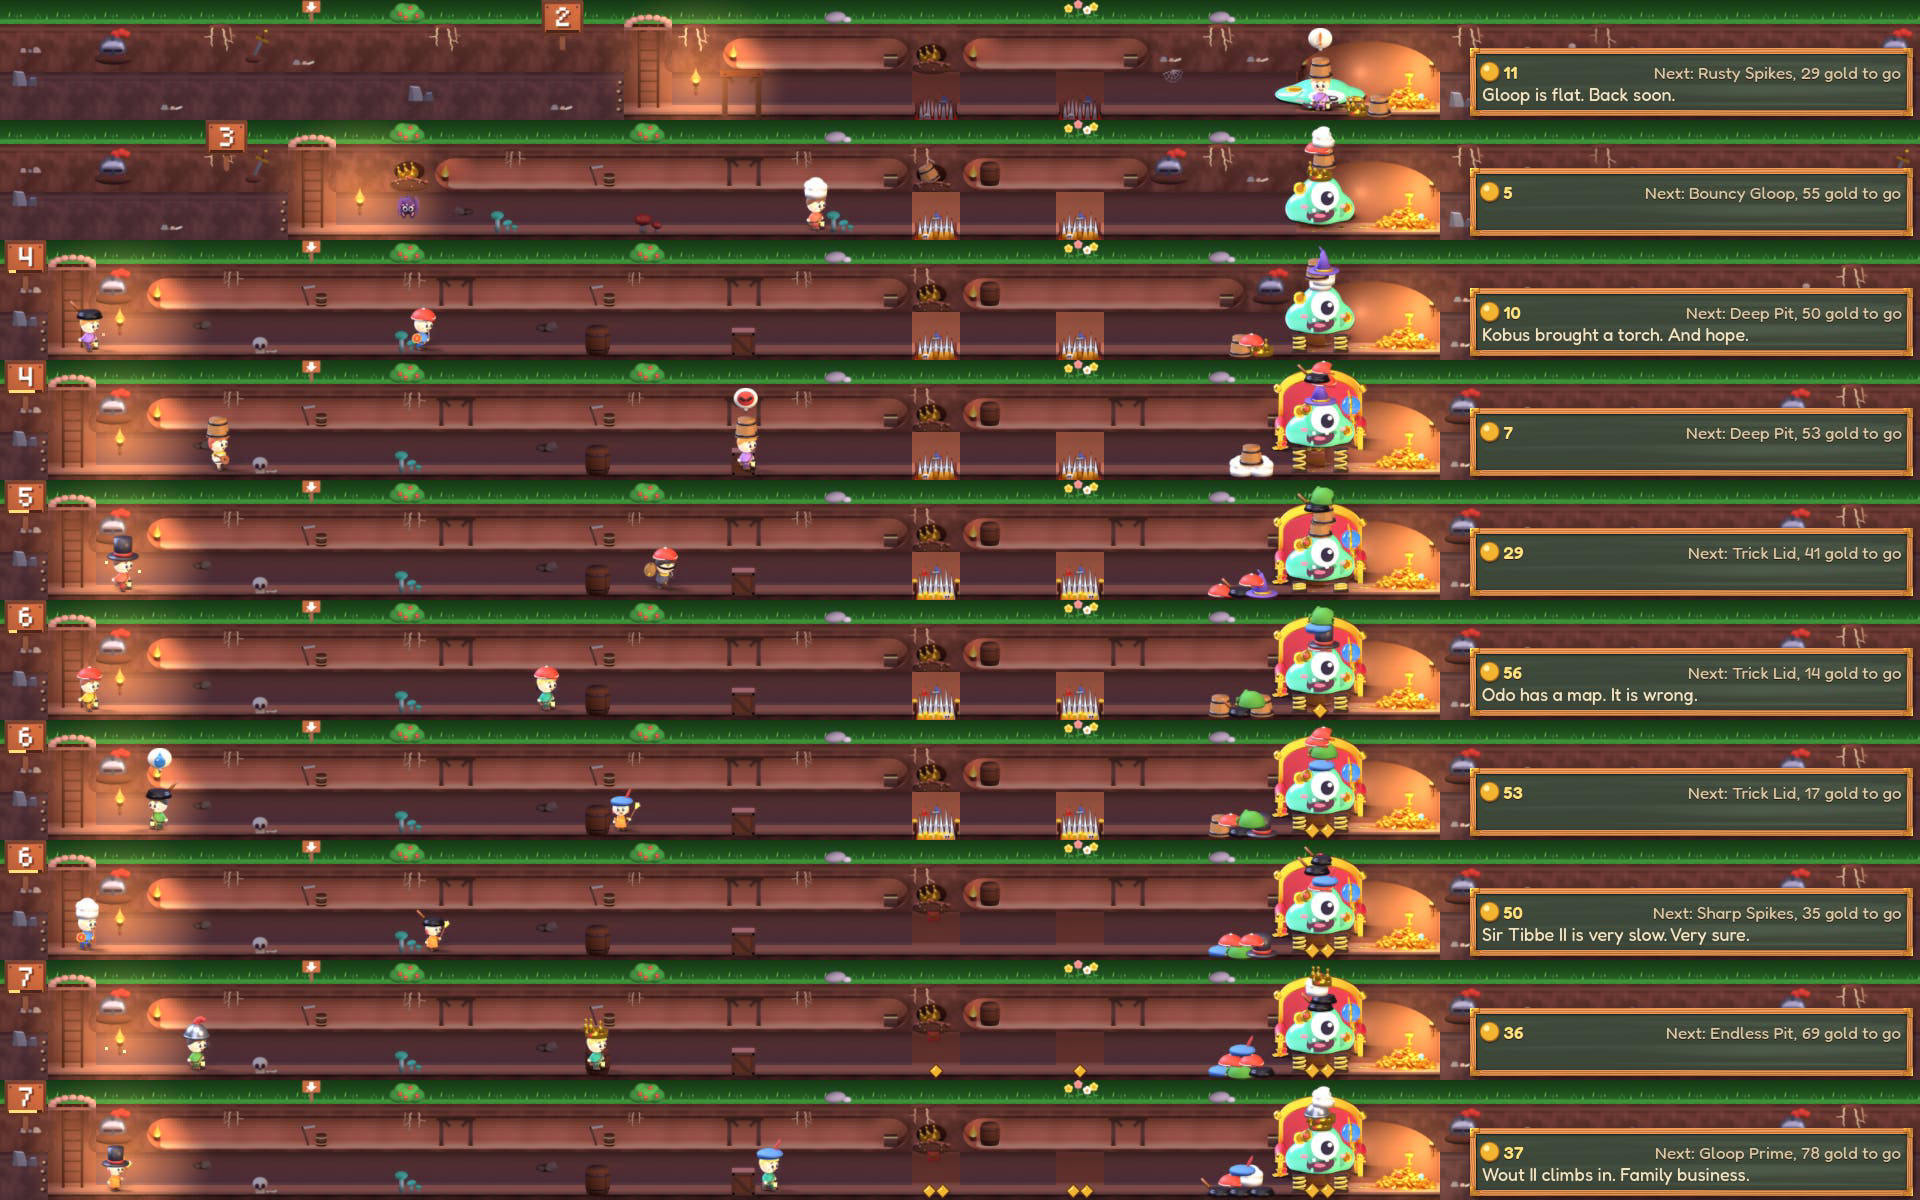 2
11 Next: Rusty Spikes, 29 gold to go
Gloop is flat. Back soon.
3
5 Next: Bouncy Gloop, 55 gold to go
4
10 Next: Deep Pit, 50 gold to go
Kobus brought a torch. And hope.
4
7 Next: Deep Pit, 53 gold to go
5
29 Next: Trick Lid, 41 gold to go
6
56 Next: Trick Lid, 14 gold to go
Odo has a map. It is wrong.
6
53 Next: Trick Lid, 17 gold to go
6
50 Next: Sharp Spikes, 35 gold to go
Sir Tibbe II is very slow. Very sure.
7
36 Next: Endless Pit, 69 gold to go
7
37 Next: Gloop Prime, 78 gold to go
Wout II climbs in. Family business.